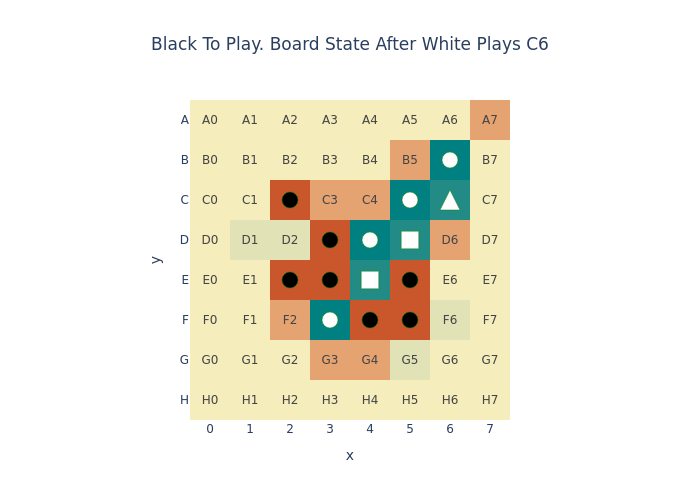 Black To Play. Board State After White Plays C6
A A0 A1 A2 A3 A4 A5 A6 A7
B B0 B1 B2 B3 B4 B5 B7
C C0 C1 C3 C4 C7
D D0 D1 D2 D6 D7
E E0 E1 E6 E7
F F0 F1 F2 F6 F7
G G0 G1 G2 G3 G4 G5 G6 G7
H H0 H1 H2 H3 H4 H5 H6 H7
0 1 2 3 4 5 6 7
x
y